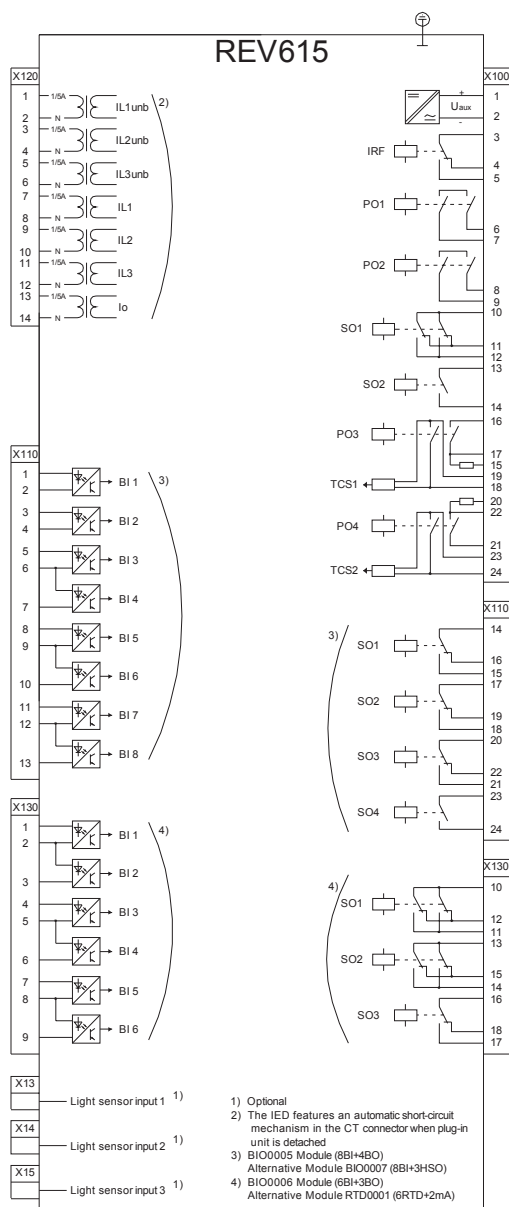 REV615
X120
1 1/5A
2 N
IL1unb
2)
3 1/5A
4 N
IL2unb
5 1/5A
6 N
IL3unb
7 1/5A
8 N
IL1
9 1/5A
10 N
IL2
11 1/5A
12 N
IL3
13 1/5A
14 N
Io
X110
1
2
BI 1
3)
3
4
BI 2
5
6
BI 3
BI 4
7
8
9
BI 5
BI 6
10
11
12
BI 7
BI 8
13
X130
1
2
BI 1
4)
BI 2
3
4
5
BI 3
BI 4
6
7
8
BI 5
BI 6
9
X13
Light sensor input 1 1)
X14
Light sensor input 2 1)
X15
Light sensor input 3 1)
X100
+
Uaux
-
1
2
IRF
3
4
5
PO1
6
7
PO2
8
9
SO1
10
11
12
SO2
13
14
PO3
16
17
15
19
TCS1
18
20
22
PO4
21
23
TCS2
24
X110
3)
SO1
14
16
15
SO2
17
19
18
SO3
20
22
21
SO4
23
24
X130
4)
SO1
10
12
11
SO2
13
15
14
SO3
16
18
17
1) Optional
2) The IED features an automatic short-circuit
mechanism in the CT connector when plug-in
unit is detached
3) BIO0005 Module (8BI+4BO)
Alternative Module BIO0007 (8BI+3HSO)
4) BIO0006 Module (6BI+3BO)
Alternative Module RTD0001 (6RTD+2mA)